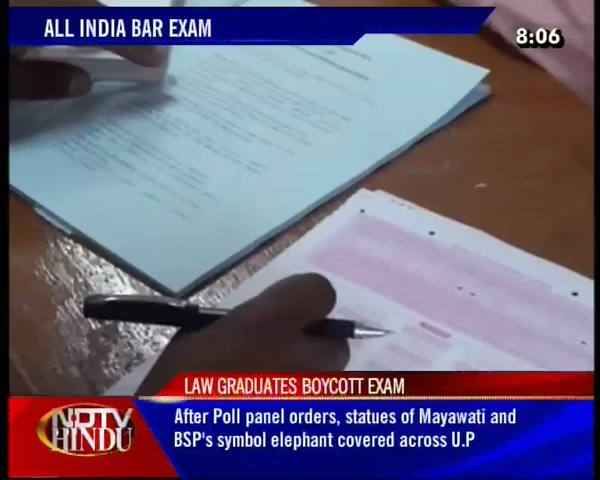 ALL INDIA BAR EXAM
8:06
LAW GRADUATES BOYCOTT EXAM
NDTV
HINDU
After Poll panel orders, statues of Mayawati and
BSP's symbol elephant covered across U.P